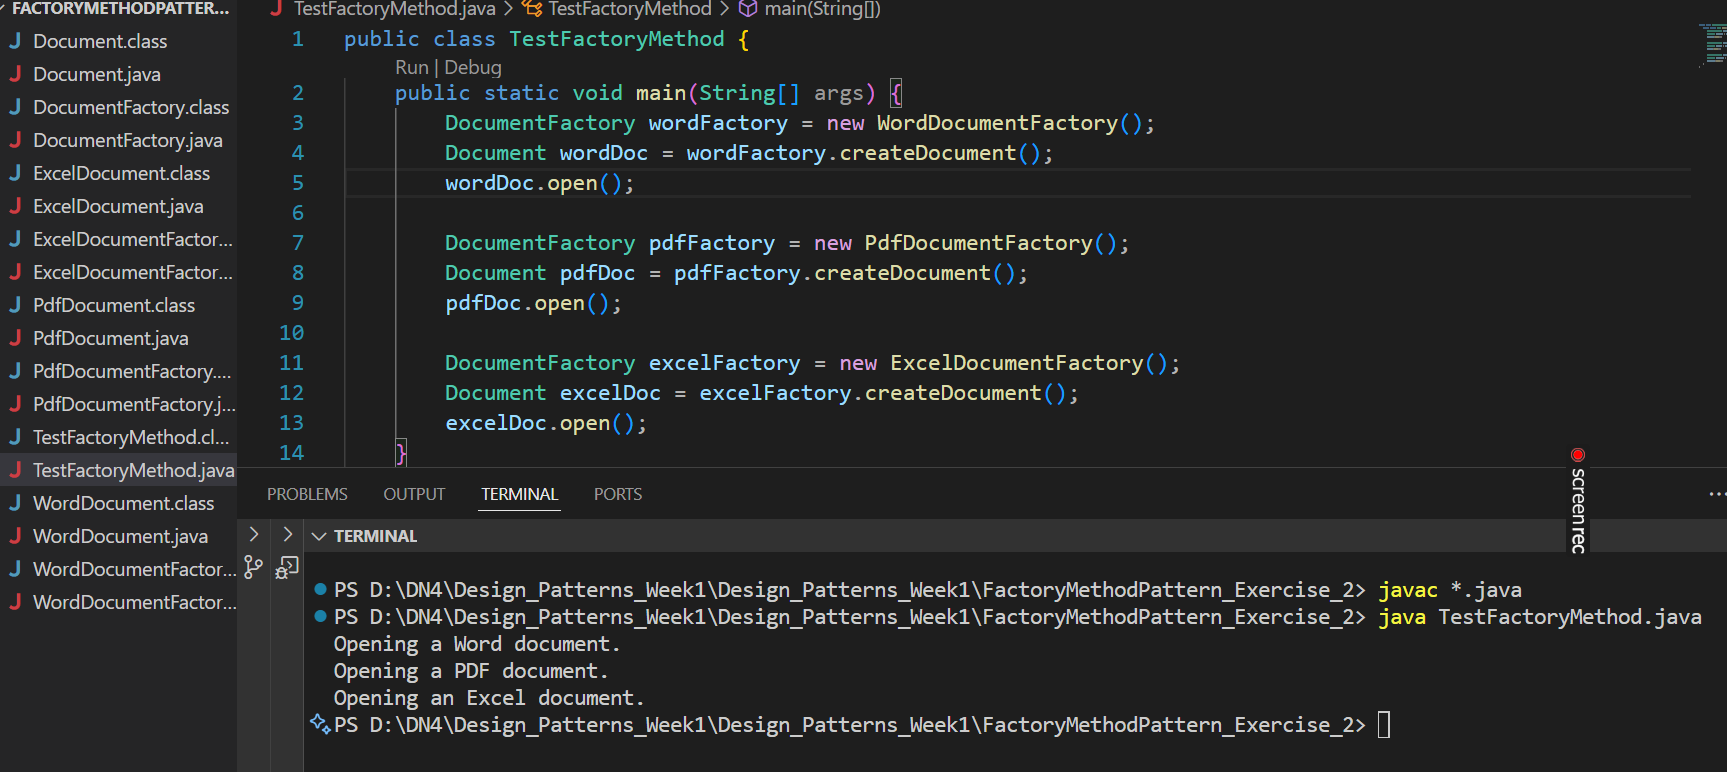 FACTORYMETHODPATTER...
Document.class
Document.java
DocumentFactory.class
DocumentFactory.java
ExcelDocument.class
ExcelDocument.java
ExcelDocumentFactor...
ExcelDocumentFactor...
PdfDocument.class
PdfDocument.java
PdfDocumentFactory....
PdfDocumentFactory.j...
TestFactoryMethod.cl...
TestFactoryMethod.java
WordDocument.class
WordDocument.java
WordDocumentFactor...
WordDocumentFactor...
TestFactoryMethod.java > TestFactoryMethod > main(String[])
1 public class TestFactoryMethod {
Run | Debug
2 public static void main(String[] args) {
3 DocumentFactory wordFactory = new WordDocumentFactory();
4 Document wordDoc = wordFactory.createDocument();
5 wordDoc.open();
6
7 DocumentFactory pdfFactory = new PdfDocumentFactory();
8 Document pdfDoc = pdfFactory.createDocument();
9 pdfDoc.open();
10
11 DocumentFactory excelFactory = new ExcelDocumentFactory();
12 Document excelDoc = excelFactory.createDocument();
13 excelDoc.open();
14 }
PROBLEMS OUTPUT TERMINAL PORTS
TERMINAL
PS D:\DN4\Design_Patterns_Week1\Design_Patterns_Week1\FactoryMethodPattern_Exercise_2> javac *.java
PS D:\DN4\Design_Patterns_Week1\Design_Patterns_Week1\FactoryMethodPattern_Exercise_2> java TestFactoryMethod.java
Opening a Word document.
Opening a PDF document.
Opening an Excel document.
PS D:\DN4\Design_Patterns_Week1\Design_Patterns_Week1\FactoryMethodPattern_Exercise_2>
screenrec